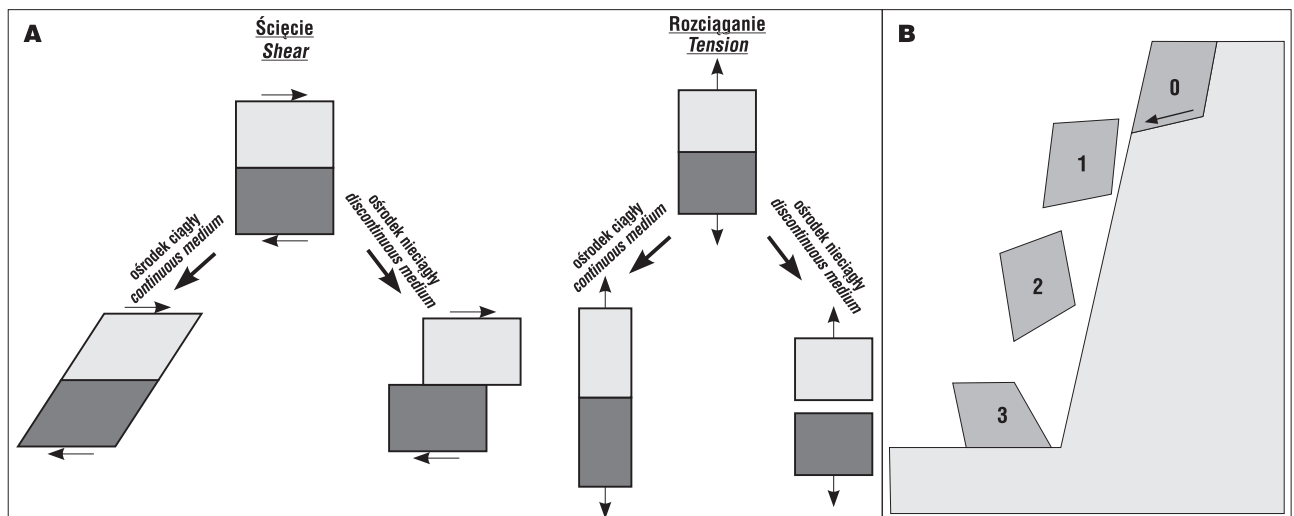 A
Ścięcie
Shear
ośrodek ciągły
continuous medium
ośrodek nieciągły
discontinuous medium
Rozciąganie
Tension
ośrodek ciągły
continuous medium
ośrodek nieciągły
discontinuous medium
B
0
1
2
3